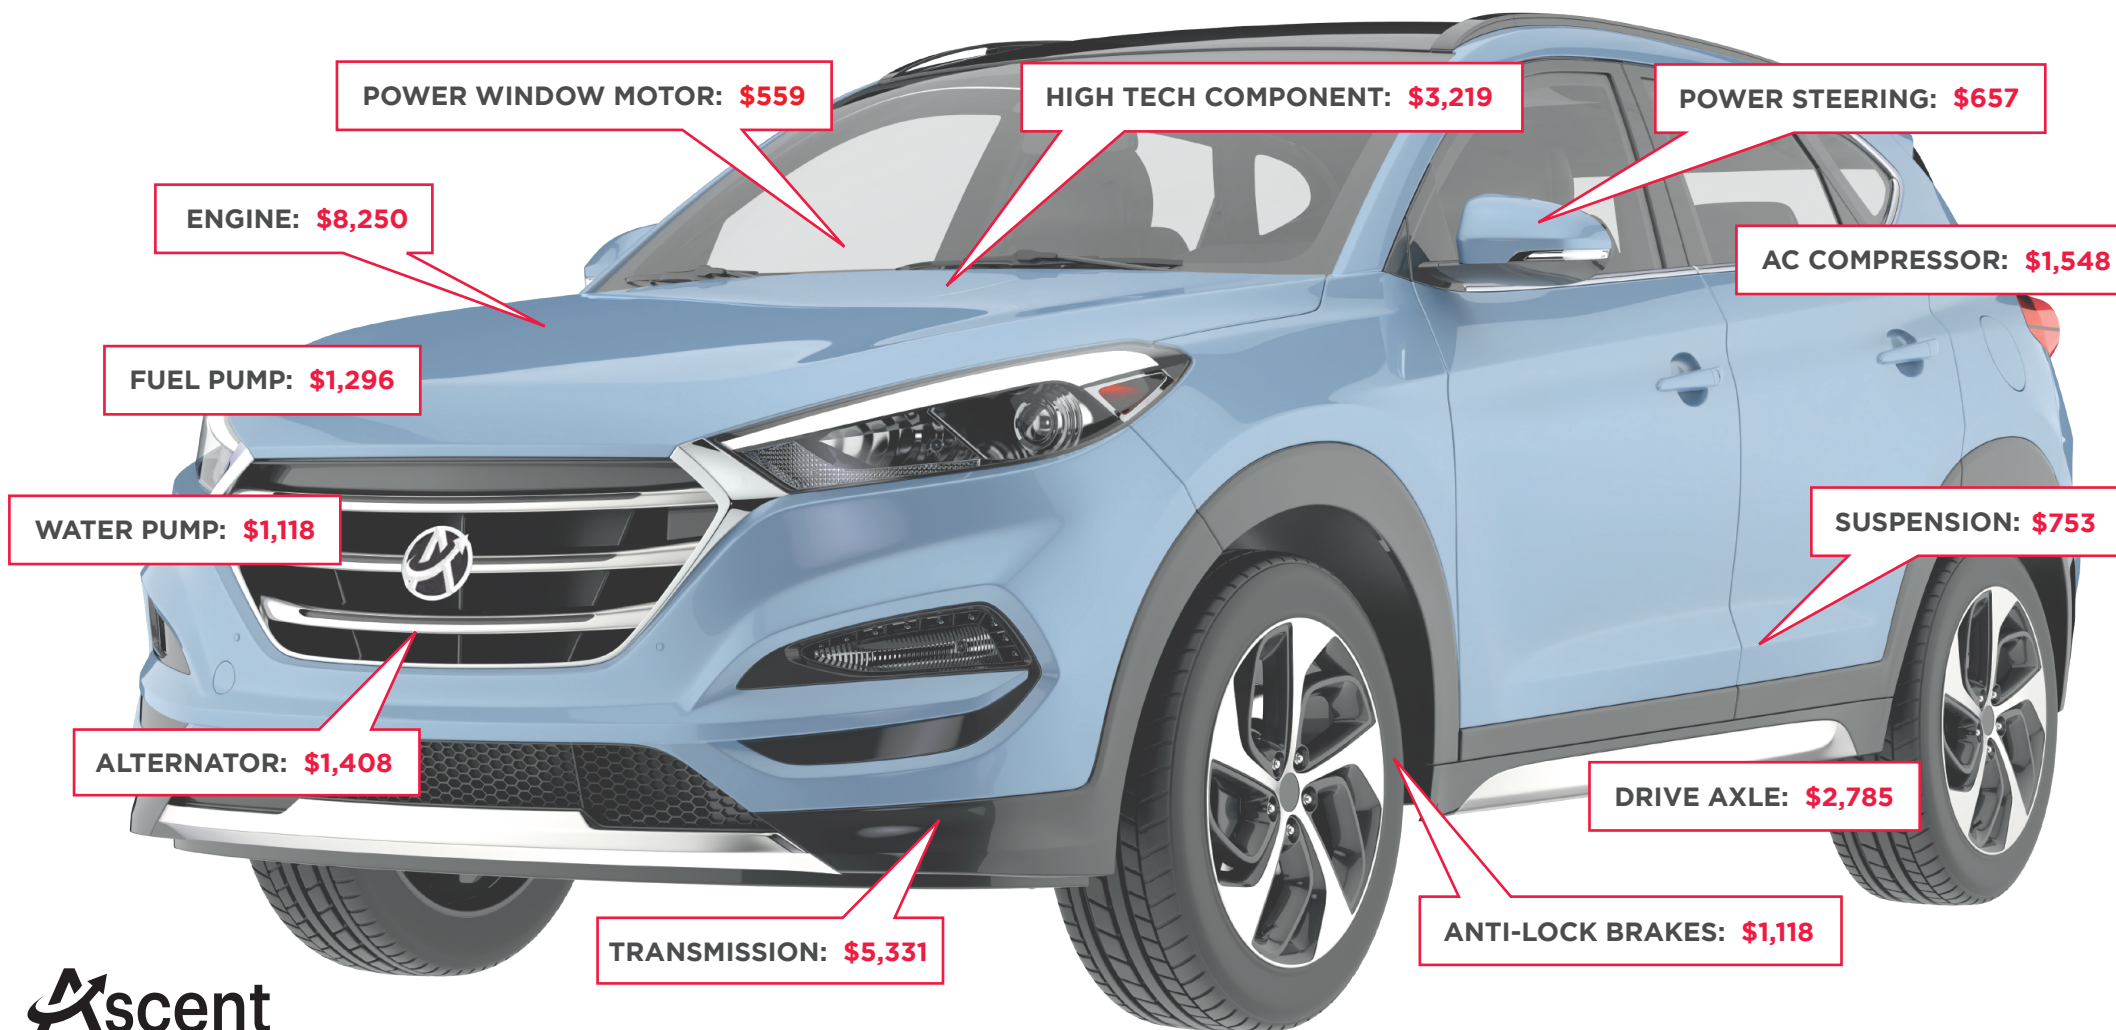 POWER WINDOW MOTOR: $559
HIGH TECH COMPONENT: $3,219
POWER STEERING: $657
ENGINE: $8,250
AC COMPRESSOR: $1,548
FUEL PUMP: $1,296
WATER PUMP: $1,118
SUSPENSION: $753
ALTERNATOR: $1,408
DRIVE AXLE: $2,785
ANTI-LOCK BRAKES: $1,118
TRANSMISSION: $5,331
Ascent